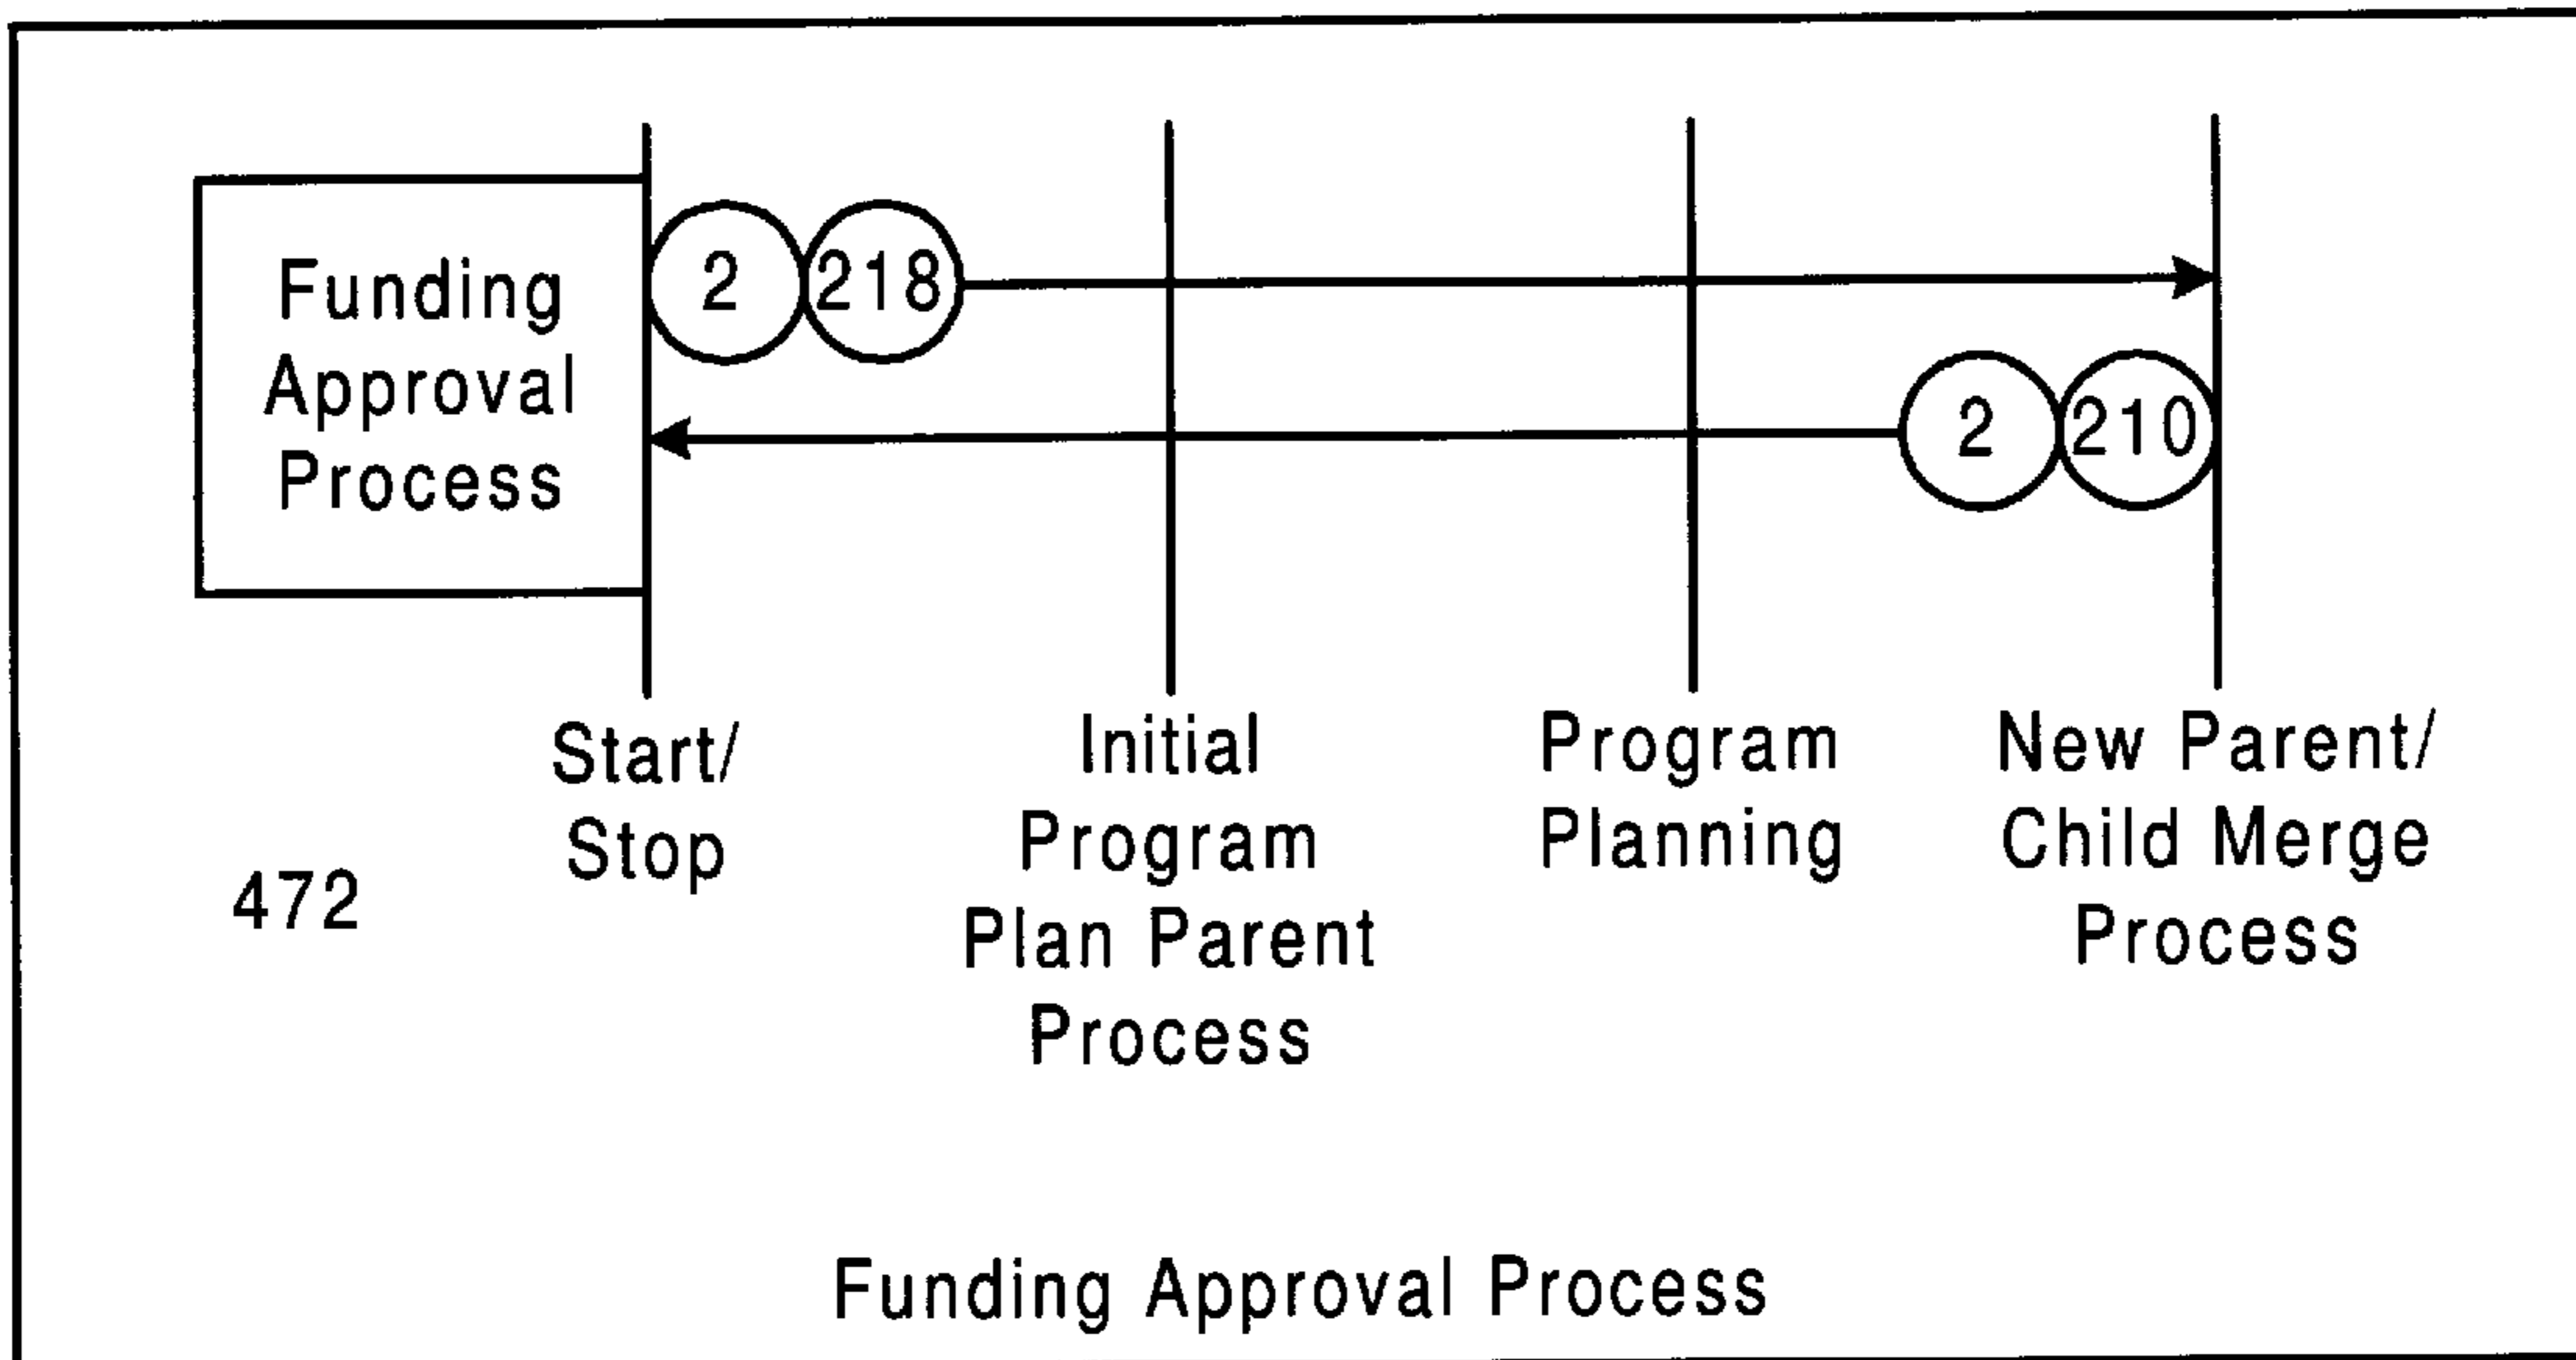 Funding
Approval
Process
2
218
2
210
Start/
Stop
Initial
Program
Plan Parent
Process
Program
Planning
New Parent/
Child Merge
Process
472
Funding Approval Process